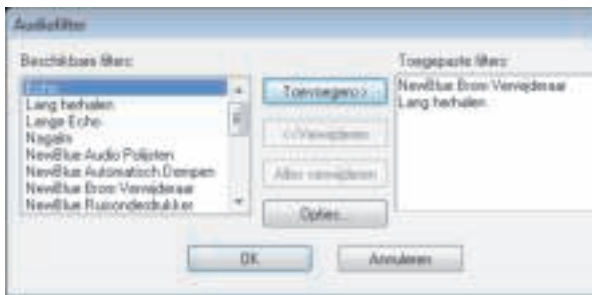 Audiofilter
Beschikbare filters:
Echo
Lang herhalen
Lange Echo
Nagalm
NewBlue Audio Polijsten
NewBlue Automatisch Dempen
NewBlue Brom Verwijderaar
NewBlue Ruisonderdrukker
Toevoegen>>
<<Verwijderen
Alles verwijderen
Opties...
Toegepaste filters:
NewBlue Brom Verwijderaar
Lang herhalen
OK
Annuleren